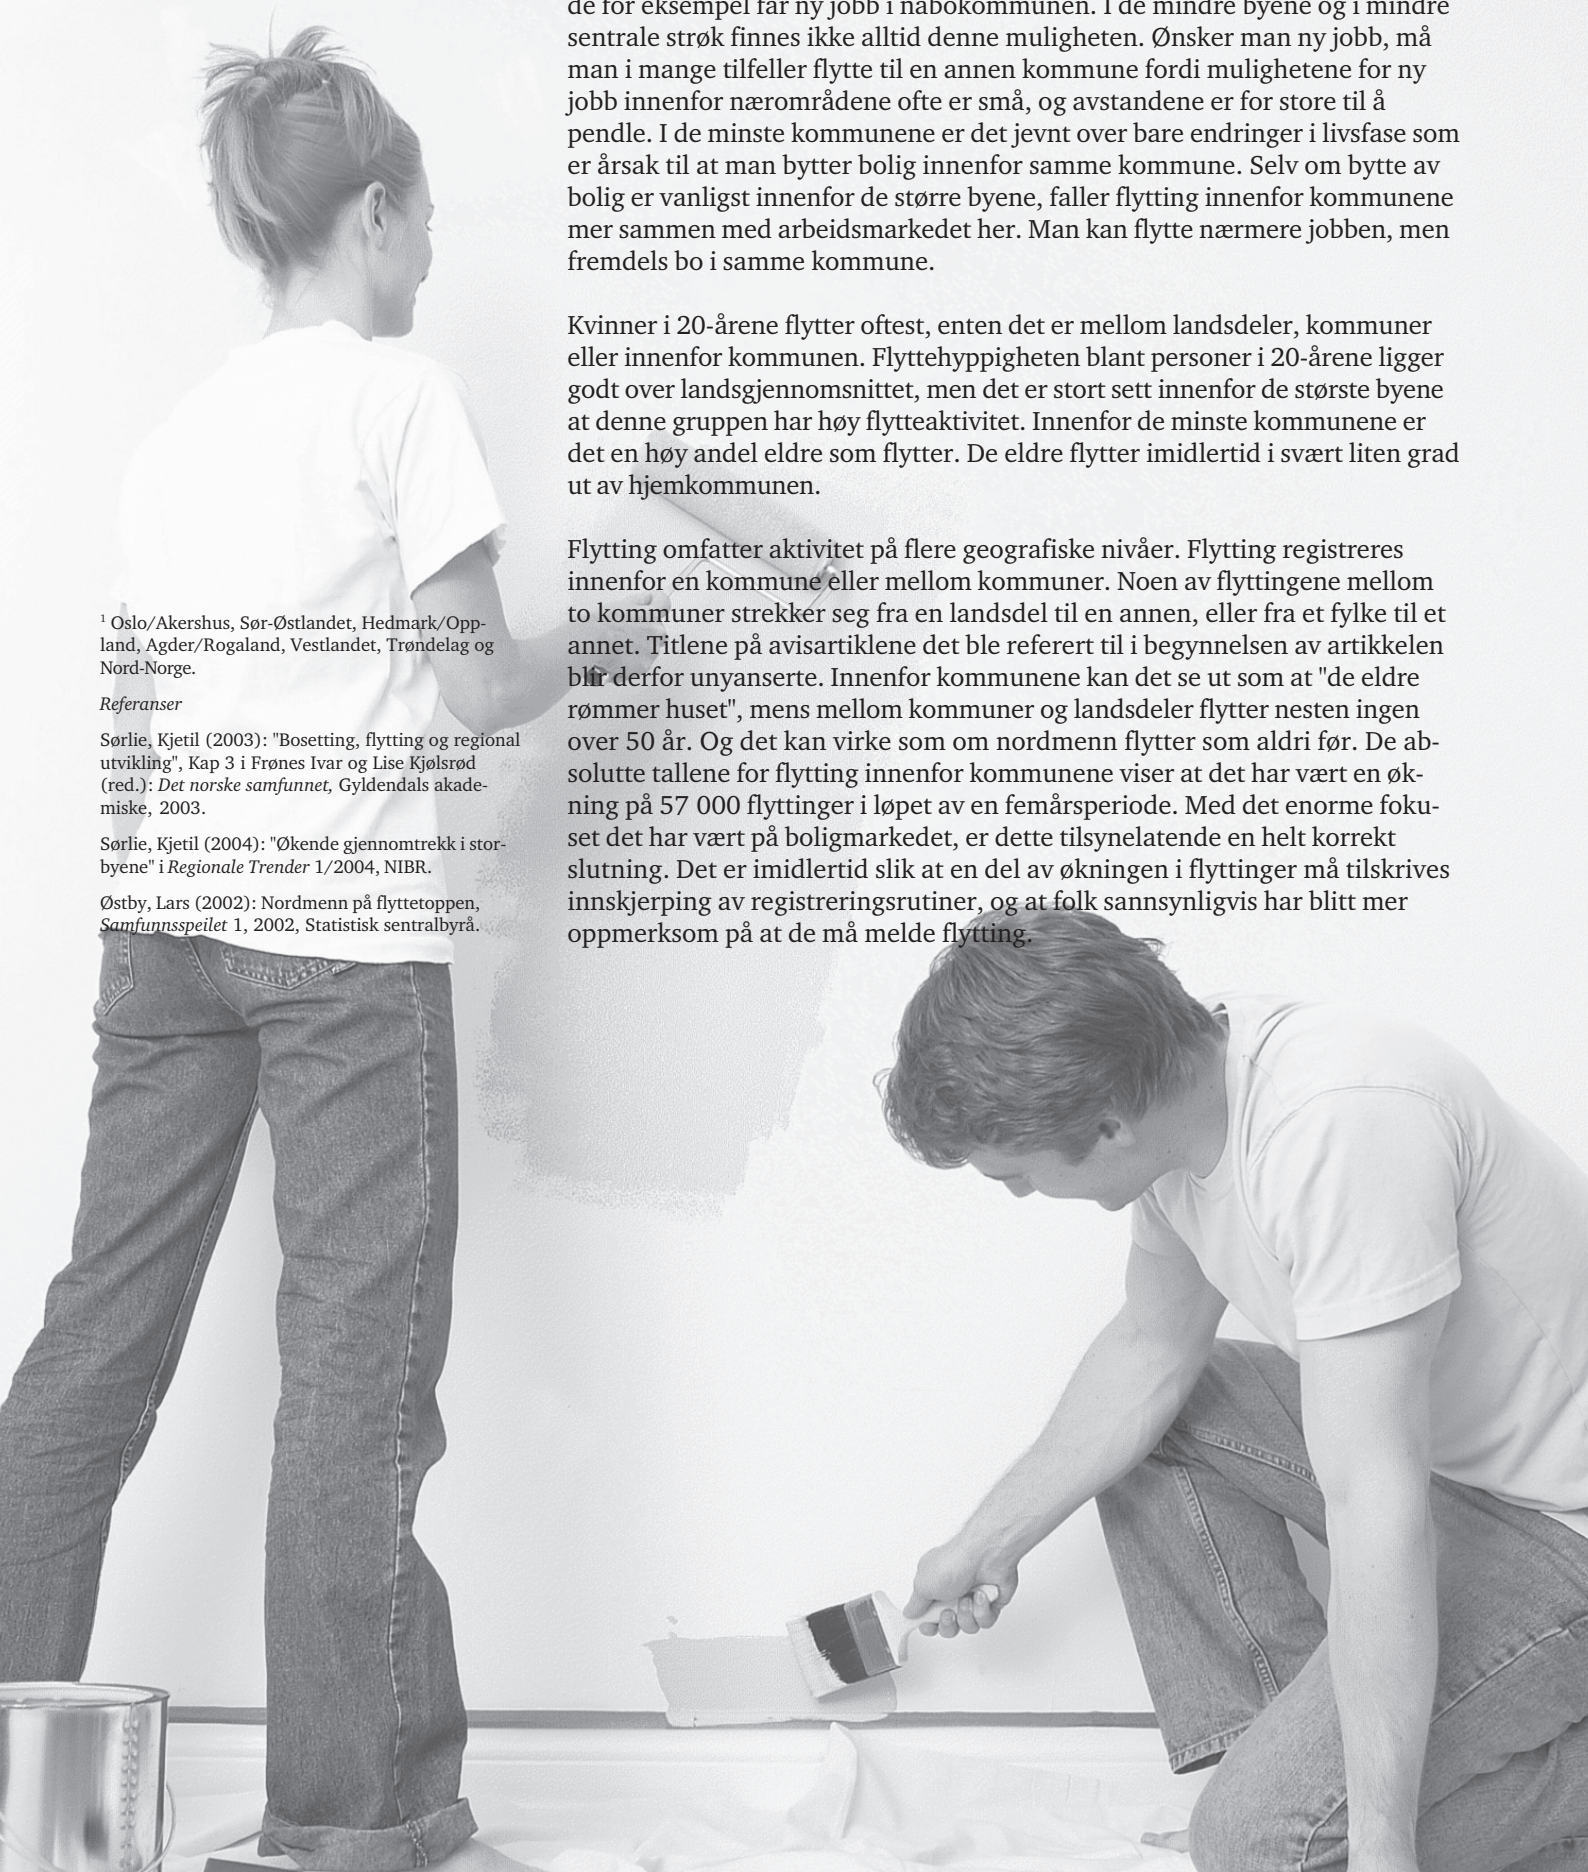 de for eksempel får ny jobb i nabokommunen. I de mindre byene og i mindre
sentrale strøk finnes ikke alltid denne muligheten. Ønsker man ny jobb, må
man i mange tilfeller flytte til en annen kommune fordi mulighetene for ny
jobb innenfor nærområdene ofte er små, og avstandene er for store til å
pendle. I de minste kommunene er det jevnt over bare endringer i livsfase som
er årsak til at man bytter bolig innenfor samme kommune. Selv om bytte av
bolig er vanligst innenfor de større byene, faller flytting innenfor kommunene
mer sammen med arbeidsmarkedet her. Man kan flytte nærmere jobben, men
fremdels bo i samme kommune.
Kvinner i 20-årene flytter oftest, enten det er mellom landsdeler, kommuner
eller innenfor kommunen. Flyttehyppigheten blant personer i 20-årene ligger
godt over landsgjennomsnittet, men det er stort sett innenfor de største byene
at denne gruppen har høy flytteaktivitet. Innenfor de minste kommunene er
det en høy andel eldre som flytter. De eldre flytter imidlertid i svært liten grad
ut av hjemkommunen.
Flytting omfatter aktivitet på flere geografiske nivåer. Flytting registreres
innenfor en kommune eller mellom kommuner. Noen av flyttingene mellom
to kommuner strekker seg fra en landsdel til en annen, eller fra et fylke til et
annet. Titlene på avisartiklene det ble referert til i begynnelsen av artikkelen
blir derfor unyanserte. Innenfor kommunene kan det se ut som at "de eldre
rømmer huset", mens mellom kommuner og landsdeler flytter nesten ingen
over 50 år. Og det kan virke som om nordmenn flytter som aldri før. De ab-
solutte tallene for flytting innenfor kommunene viser at det har vært en øk-
ning på 57 000 flyttinger i løpet av en femårsperiode. Med det enorme foku-
set det har vært på boligmarkedet, er dette tilsynelatende en helt korrekt
slutning. Det er imidlertid slik at en del av økningen i flyttinger må tilskrives
innskjerping av registreringsrutiner, og at folk sannsynligvis har blitt mer
oppmerksom på at de må melde flytting.
1 Oslo/Akershus, Sør-Østlandet, Hedmark/Opp-
land, Agder/Rogaland, Vestlandet, Trøndelag og
Nord-Norge.
Referanser
Sørlie, Kjetil (2003): "Bosetting, flytting og regional
utvikling", Kap 3 i Frønes Ivar og Lise Kjølsrød
(red.): Det norske samfunnet, Gyldendals akade-
miske, 2003.
Sørlie, Kjetil (2004): "Økende gjennomtrekk i stor-
byene" i Regionale Trender 1/2004, NIBR.
Østby, Lars (2002): Nordmenn på flyttetoppen,
Samfunnsspeilet 1, 2002, Statistisk sentralbyrå.